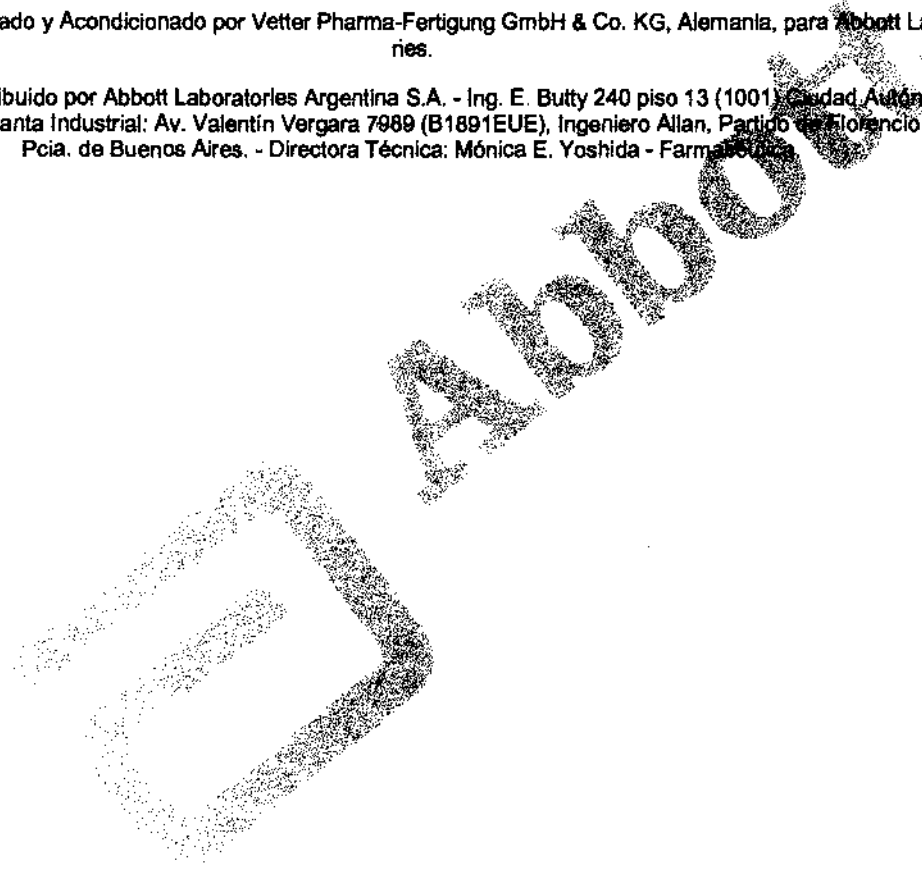 ado y Acondicionado por Vetter Pharma-Fertigung GmbH & Co. KG, Alemania, para Abbott La
ries.
ibuido por Abbott Laboratories Argentina S.A. - Ing. E. Butty 240 piso 13 (1001) Ciudad Autón
anta Industrial: Av. Valentín Vergara 7989 (B1891EUE), Ingeniero Allan, Partido de Florencio
Pcia. de Buenos Aires. - Directora Técnica: Mónica E. Yoshida - Farmacéutica
Abbott